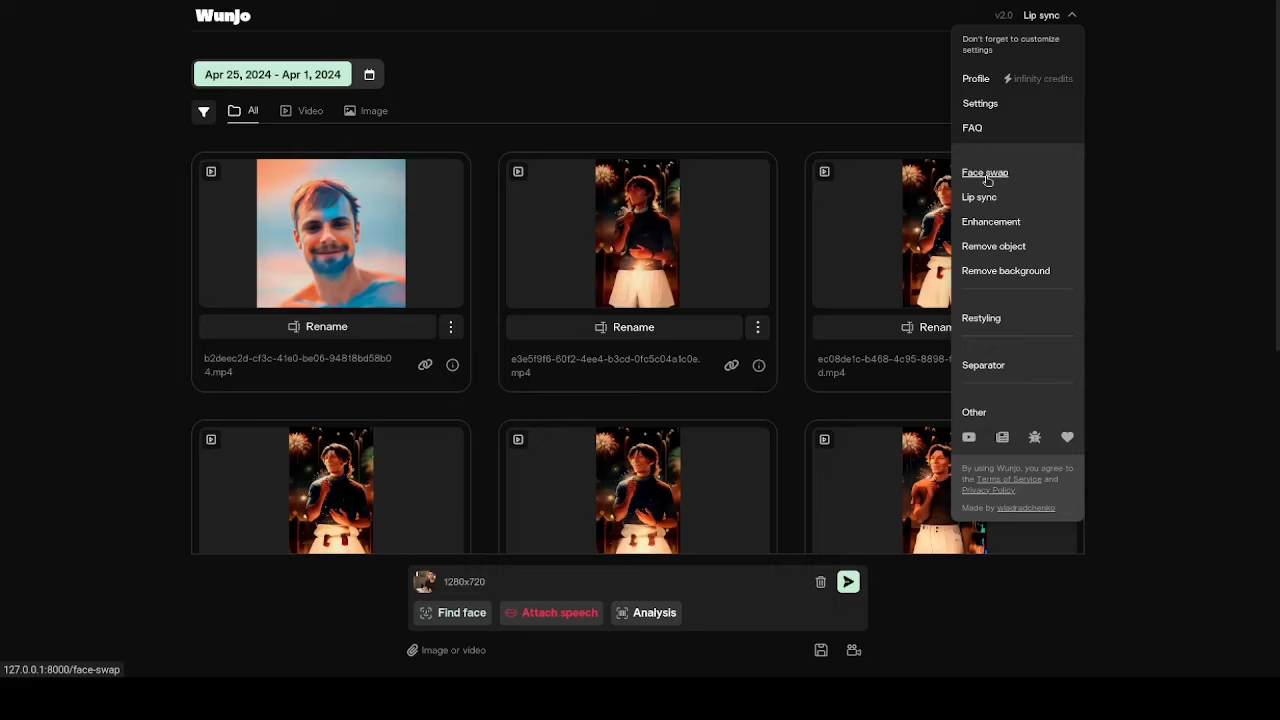 Wunjo
v2.0 Lip sync
Don't forget to customize
settings
Apr 25, 2024 - Apr 1, 2024
Profile infinity credits
Settings
FAQ
All Video Image
Face swap
Lip sync
Enhancement
Remove object
Remove background
Restyling
Separator
Other
By using Wunjo, you agree to
the Terms of Service and
Privacy Policy
Made by wladradchenko
Rename
Rename
Renam
b2deec2d-cf3c-41e0-be06-94818bd58b0
4.mp4
e3e5f9f6-60f2-4ee4-b3cd-0fc5c04a1c0e.
mp4
ec08de1c-b468-4c95-8898-f
d.mp4
1280x720
Find face Attach speech Analysis
Image or video
127.0.0.1:8000/face-swap